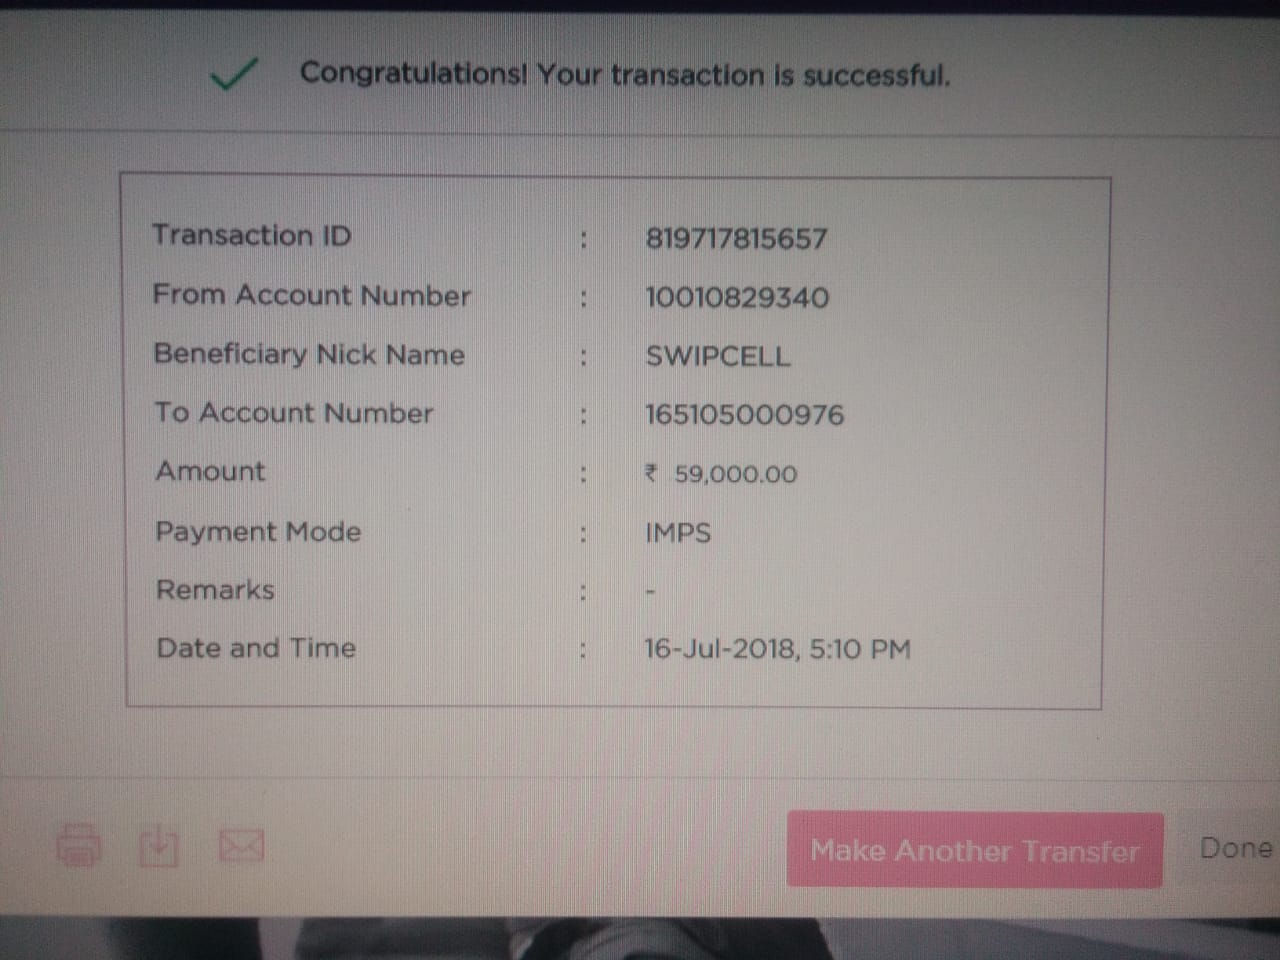 Congratulations! Your transaction is successful.
Transaction ID : 819717815657
From Account Number : 10010829340
Beneficiary Nick Name : SWIPCELL
To Account Number : 165105000976
Amount : ₹ 59,000.00
Payment Mode : IMPS
Remarks : -
Date and Time : 16-Jul-2018, 5:10 PM
Make Another Transfer Done